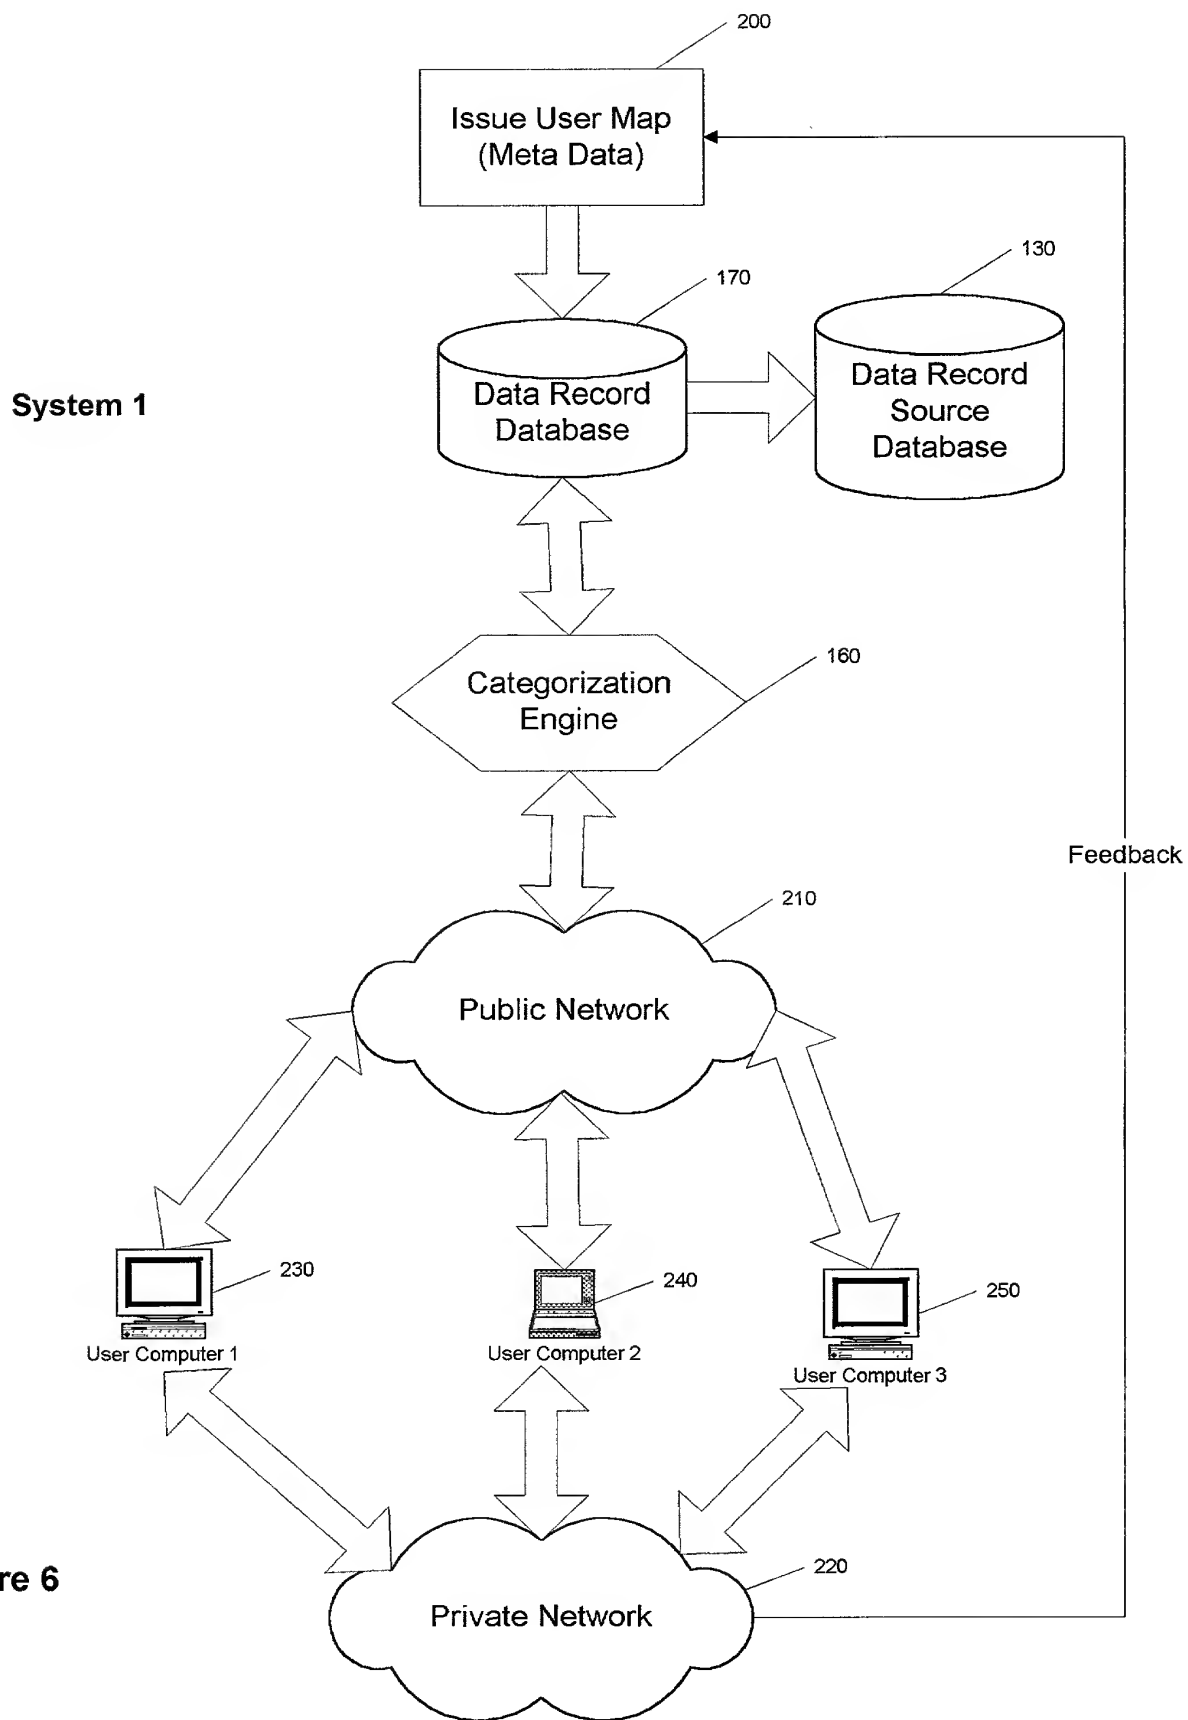 200
Issue User Map
(Meta Data)
170
130
System 1
Data Record
Database
Data Record
Source
Database
160
Categorization
Engine
Feedback
210
Public Network
230
240
250
User Computer 1
User Computer 2
User Computer 3
re 6
220
Private Network